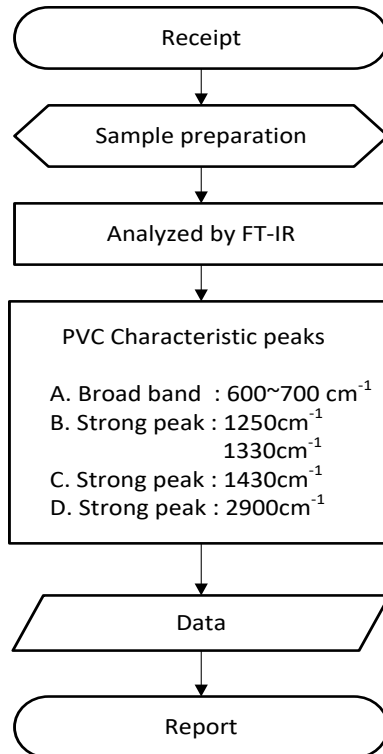 Receipt
Sample preparation
Analyzed by FT-IR
PVC Characteristic peaks
A. Broad band : 600~700 cm⁻¹
B. Strong peak : 1250cm⁻¹
1330cm⁻¹
C. Strong peak : 1430cm⁻¹
D. Strong peak : 2900cm⁻¹
Data
Report